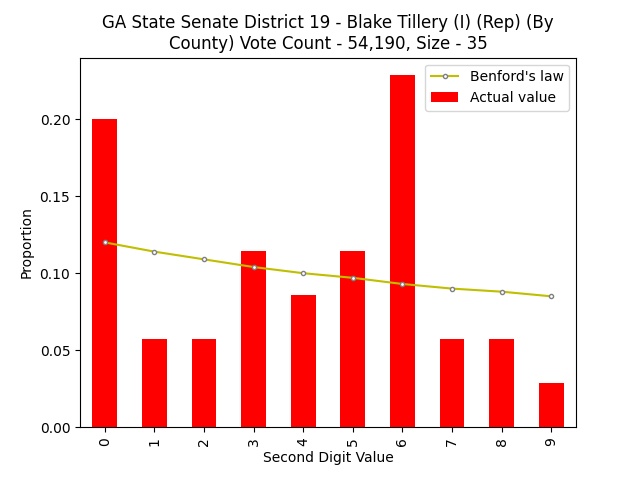 GA State Senate District 19 - Blake Tillery (I) (Rep) (By
County) Vote Count - 54,190, Size - 35
Benford's law
Actual value
0.20
0.15
0.10
0.05
0.00
Proportion
0 1 2 3 4 5 6 7 8 9
Second Digit Value